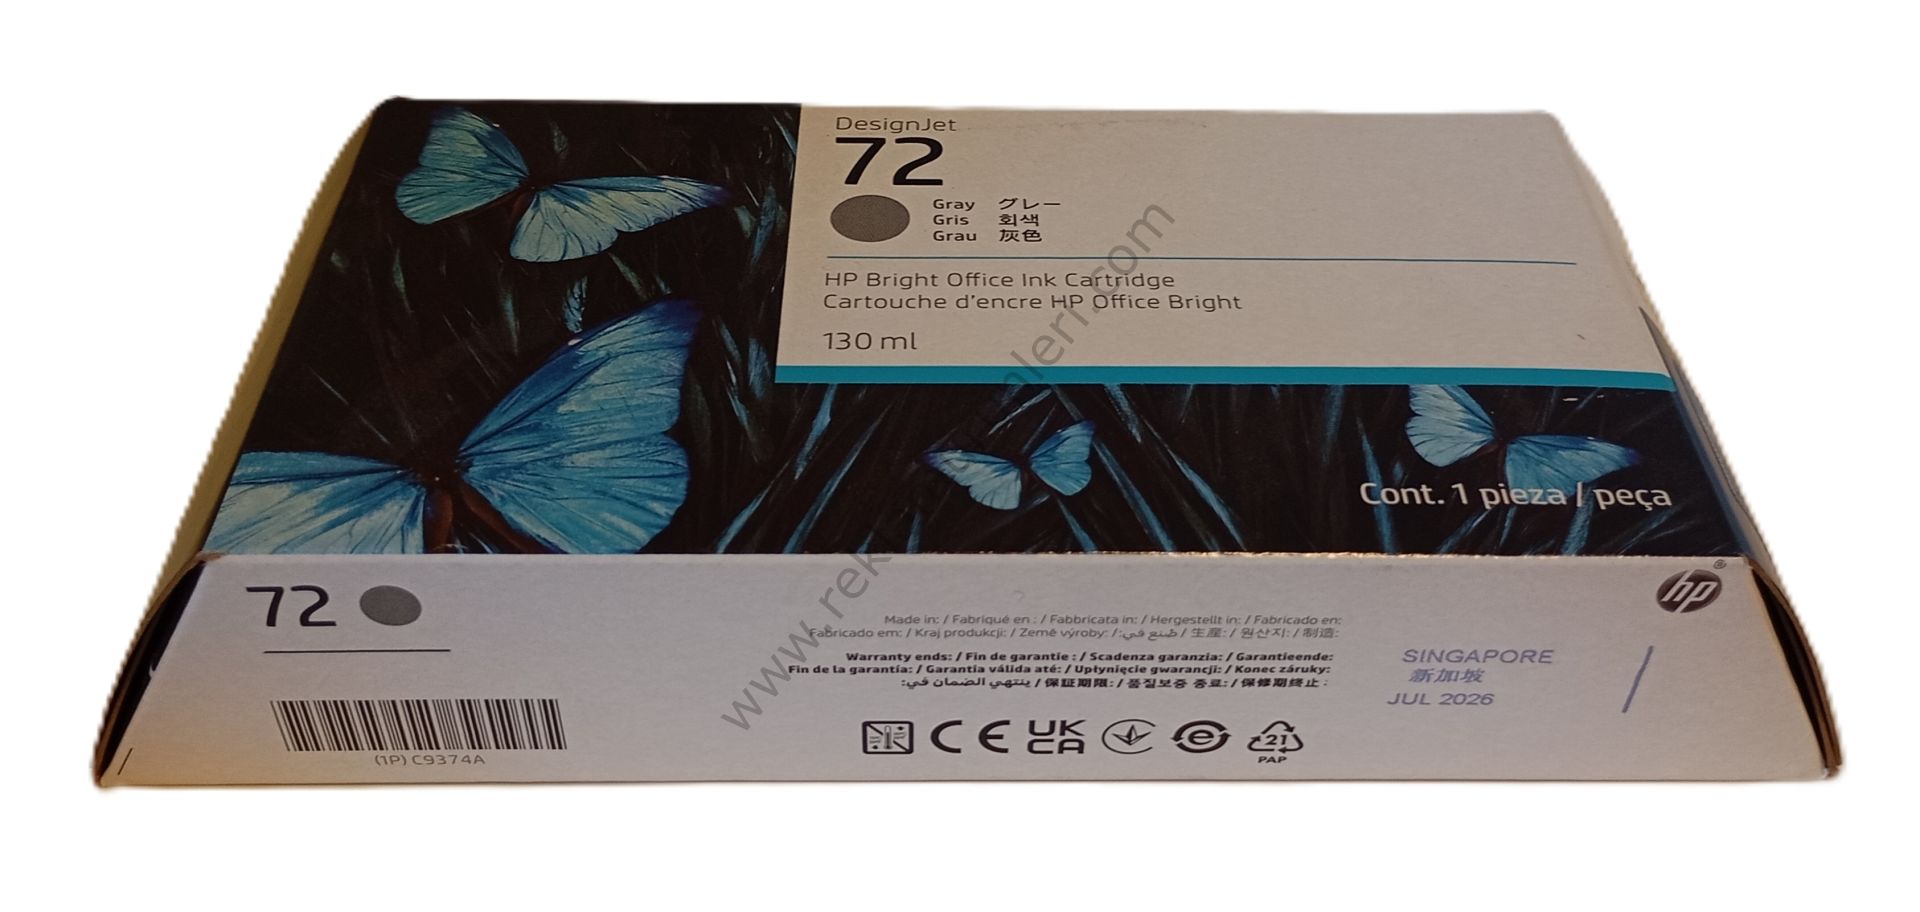 DesignJet
72
Gray グレー
Gris 회색
Grau 灰色
HP Bright Office Ink Cartridge
Cartouche d'encre HP Office Bright
130 ml
Cont. 1 pieza / peça
72
hp®
Made in: / Fabriqué en : / Fabbricata in: / Hergestellt in: / Fabricado en:
Fabricado em: / Kraj produkcji: / Země výroby: / صُنع في: / 生産: / 원산지: / 制造:
Warranty ends: / Fin de garantie : / Scadenza garanzia: / Garantieende:
Fin de la garantía: / Garantia válida até: / Upłynięcie gwarancji: / Konec záruky:
ينتهي الضمان في: / 保証期限: / 품질보증 종료: / 保修期终止 :
SINGAPORE
新加坡
JUL 2026
(1P) C9374A
CE
UK
CA
e
21
PAP